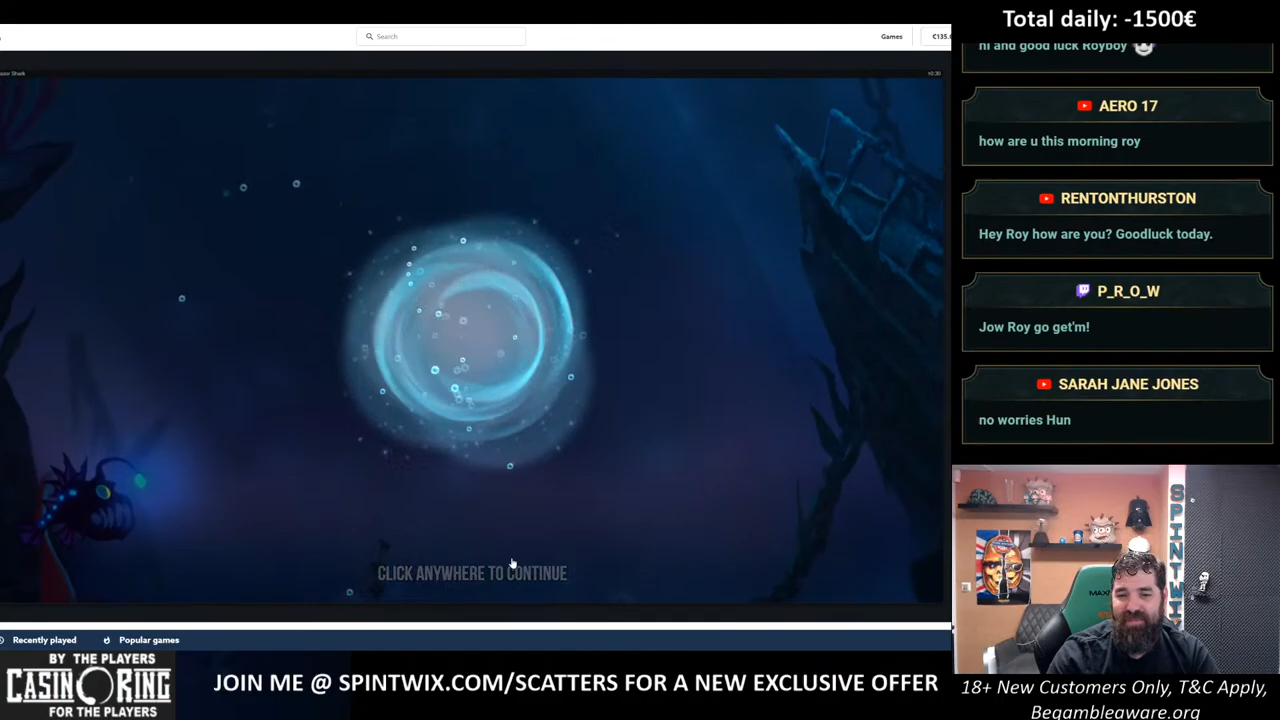 Total daily: -1500€
Search
Games
€135.
hi and good luck Royboy
AERO 17
how are u this morning roy
RENTONTHURSTON
Hey Roy how are you? Goodluck today.
P_R_O_W
Jow Roy go get'm!
SARAH JANE JONES
no worries Hun
CLICK ANYWHERE TO CONTINUE
Recently played
Popular games
SPINTWIX
BY THE PLAYERS
CASINORING
FOR THE PLAYERS
JOIN ME @ SPINTWIX.COM/SCATTERS FOR A NEW EXCLUSIVE OFFER
18+ New Customers Only, T&C Apply,
Begambleaware.org